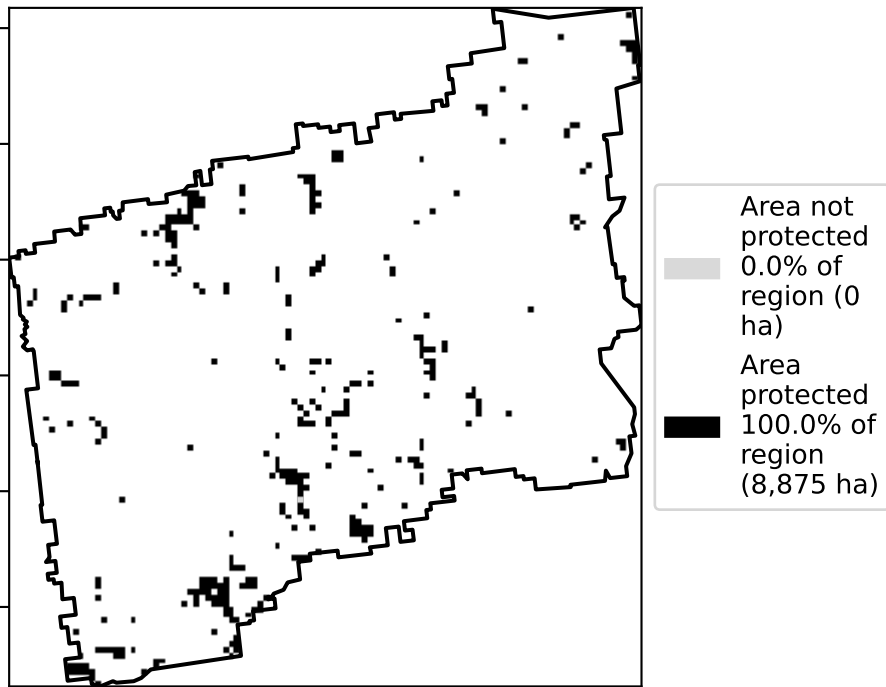 Area not
protected
0.0% of
region (0
ha)
Area
protected
100.0% of
region
(8,875 ha)